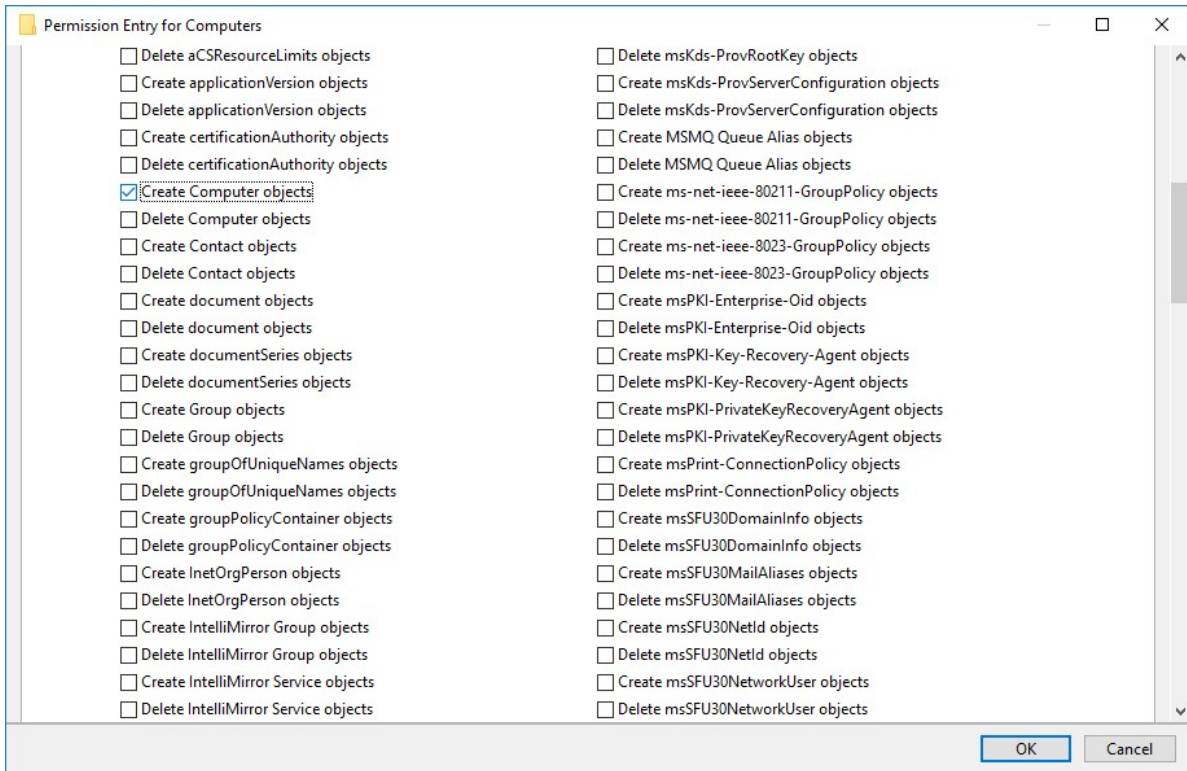 Permission Entry for Computers
Delete aCSResourceLimits objects
Create applicationVersion objects
Delete applicationVersion objects
Create certificationAuthority objects
Delete certificationAuthority objects
Create Computer objects
Delete Computer objects
Create Contact objects
Delete Contact objects
Create document objects
Delete document objects
Create documentSeries objects
Delete documentSeries objects
Create Group objects
Delete Group objects
Create groupOfUniqueNames objects
Delete groupOfUniqueNames objects
Create groupPolicyContainer objects
Delete groupPolicyContainer objects
Create InetOrgPerson objects
Delete InetOrgPerson objects
Create IntelliMirror Group objects
Delete IntelliMirror Group objects
Create IntelliMirror Service objects
Delete IntelliMirror Service objects
Delete msKds-ProvRootKey objects
Create msKds-ProvServerConfiguration objects
Delete msKds-ProvServerConfiguration objects
Create MSMQ Queue Alias objects
Delete MSMQ Queue Alias objects
Create ms-net-ieee-80211-GroupPolicy objects
Delete ms-net-ieee-80211-GroupPolicy objects
Create ms-net-ieee-8023-GroupPolicy objects
Delete ms-net-ieee-8023-GroupPolicy objects
Create msPKI-Enterprise-Oid objects
Delete msPKI-Enterprise-Oid objects
Create msPKI-Key-Recovery-Agent objects
Delete msPKI-Key-Recovery-Agent objects
Create msPKI-PrivateKeyRecoveryAgent objects
Delete msPKI-PrivateKeyRecoveryAgent objects
Create msPrint-ConnectionPolicy objects
Delete msPrint-ConnectionPolicy objects
Create msSFU30DomainInfo objects
Delete msSFU30DomainInfo objects
Create msSFU30MailAliases objects
Delete msSFU30MailAliases objects
Create msSFU30NetId objects
Delete msSFU30NetId objects
Create msSFU30NetworkUser objects
Delete msSFU30NetworkUser objects
OK
Cancel